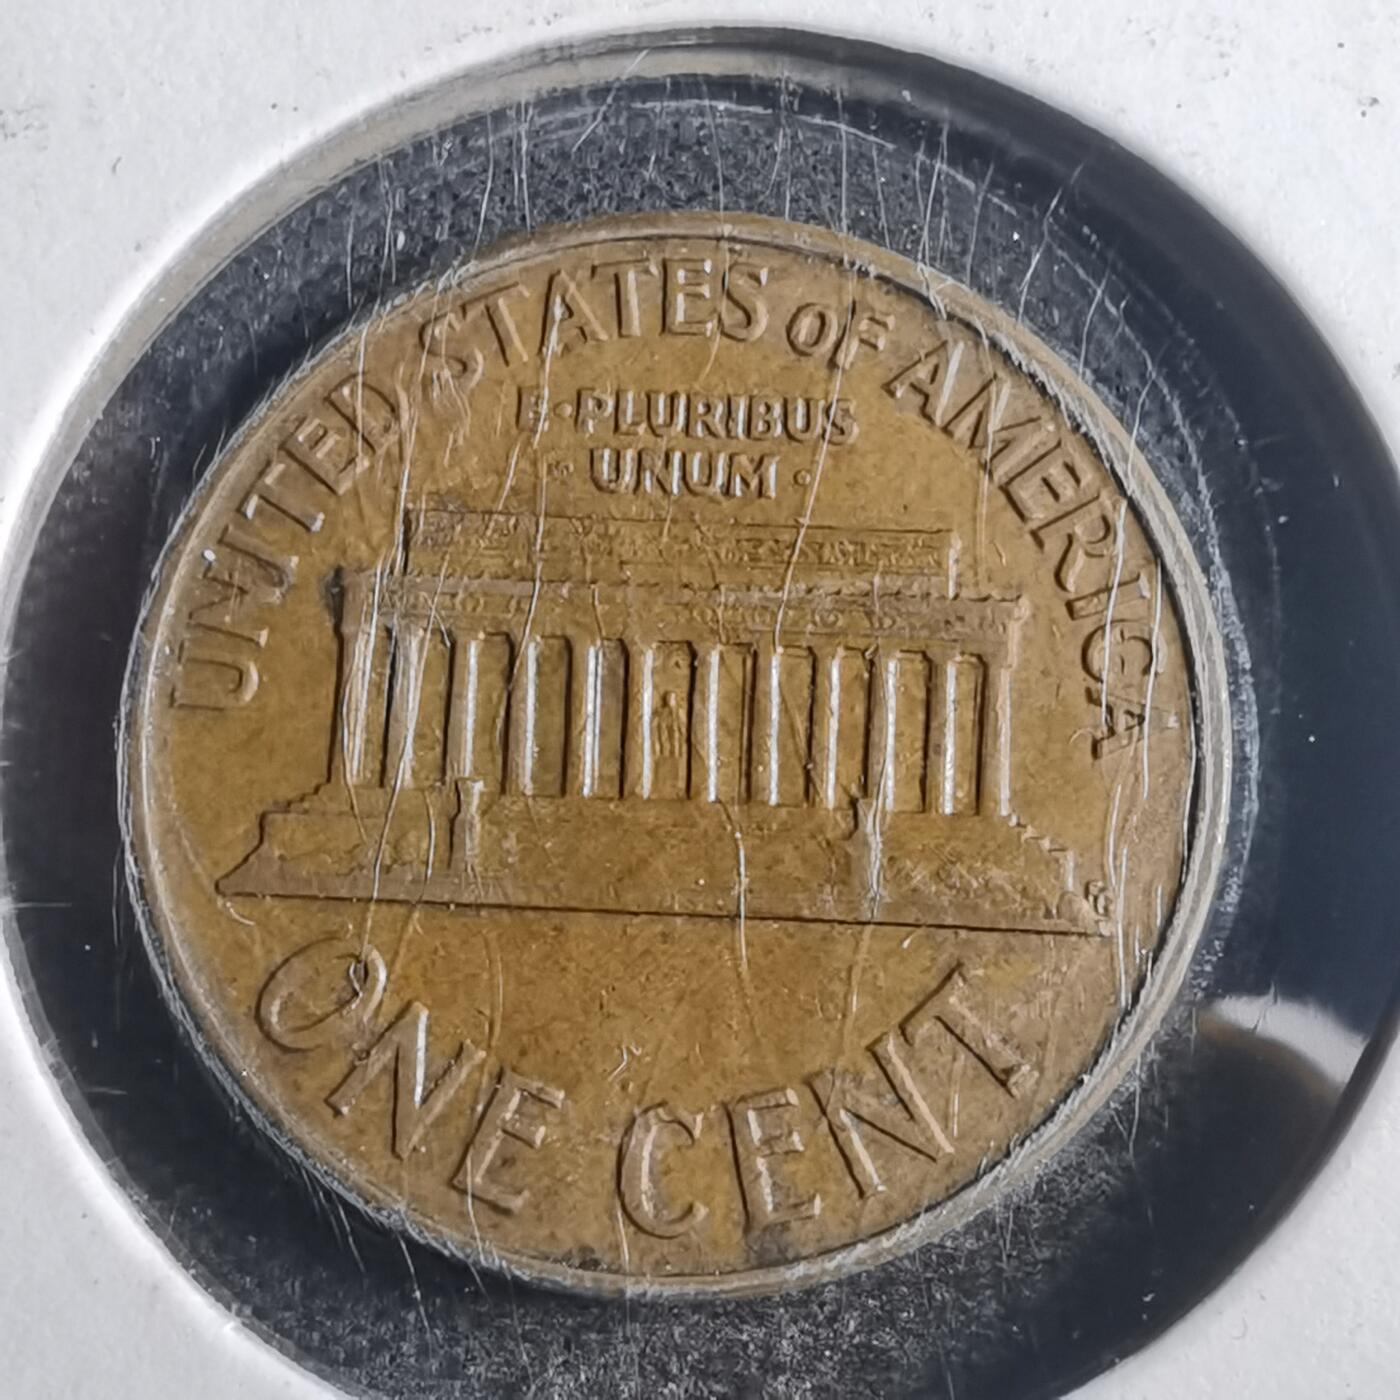 UNITED STATES OF AMERICA
E·PLURIBUS
· UNUM ·
ONE CENT